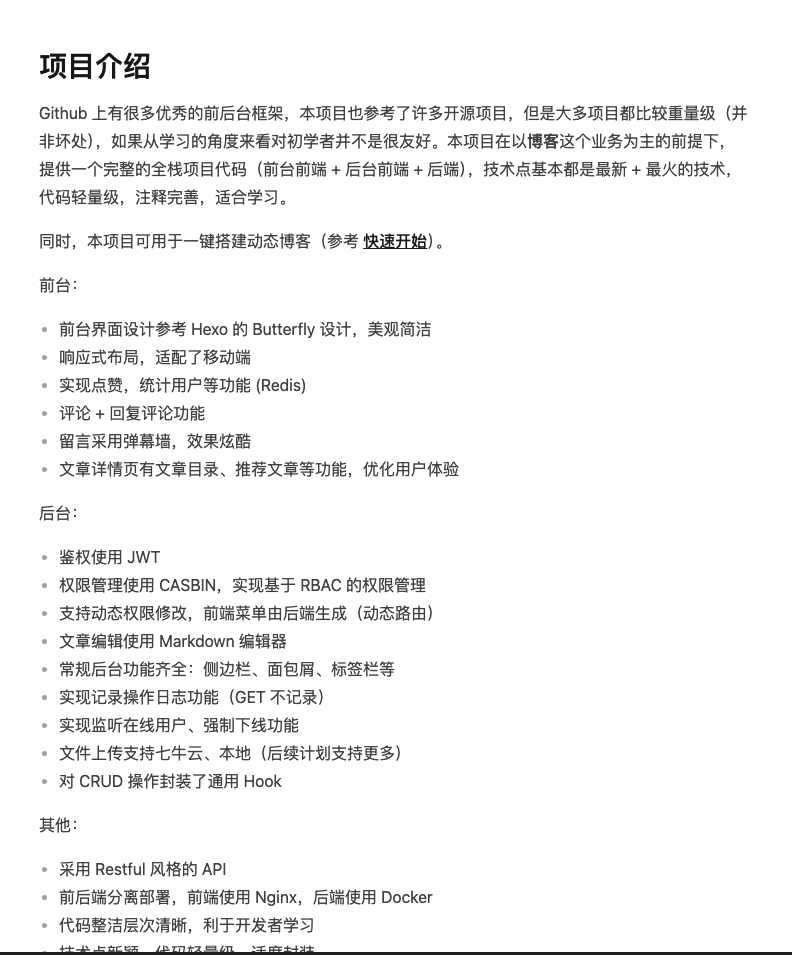 项目介绍
Github 上有很多优秀的前后台框架，本项目也参考了许多开源项目，但是大多项目都比较重量级（并
非坏处），如果从学习的角度来看对初学者并不是很友好。本项目在以博客这个业务为主的前提下，
提供一个完整的全栈项目代码（前台前端 + 后台前端 + 后端），技术点基本都是最新 + 最火的技术，
代码轻量级，注释完善，适合学习。
同时，本项目可用于一键搭建动态博客（参考 快速开始）。
前台：
前台界面设计参考 Hexo 的 Butterfly 设计，美观简洁
响应式布局，适配了移动端
实现点赞，统计用户等功能 (Redis)
评论 + 回复评论功能
留言采用弹幕墙，效果炫酷
文章详情页有文章目录、推荐文章等功能，优化用户体验
后台：
鉴权使用 JWT
权限管理使用 CASBIN，实现基于 RBAC 的权限管理
支持动态权限修改，前端菜单由后端生成（动态路由）
文章编辑使用 Markdown 编辑器
常规后台功能齐全：侧边栏、面包屑、标签栏等
实现记录操作日志功能（GET 不记录）
实现监听在线用户、强制下线功能
文件上传支持七牛云、本地（后续计划支持更多）
对 CRUD 操作封装了通用 Hook
其他：
采用 Restful 风格的 API
前后端分离部署，前端使用 Nginx，后端使用 Docker
代码整洁层次清晰，利于开发者学习
技术点新颖，代码轻量级，适度封装